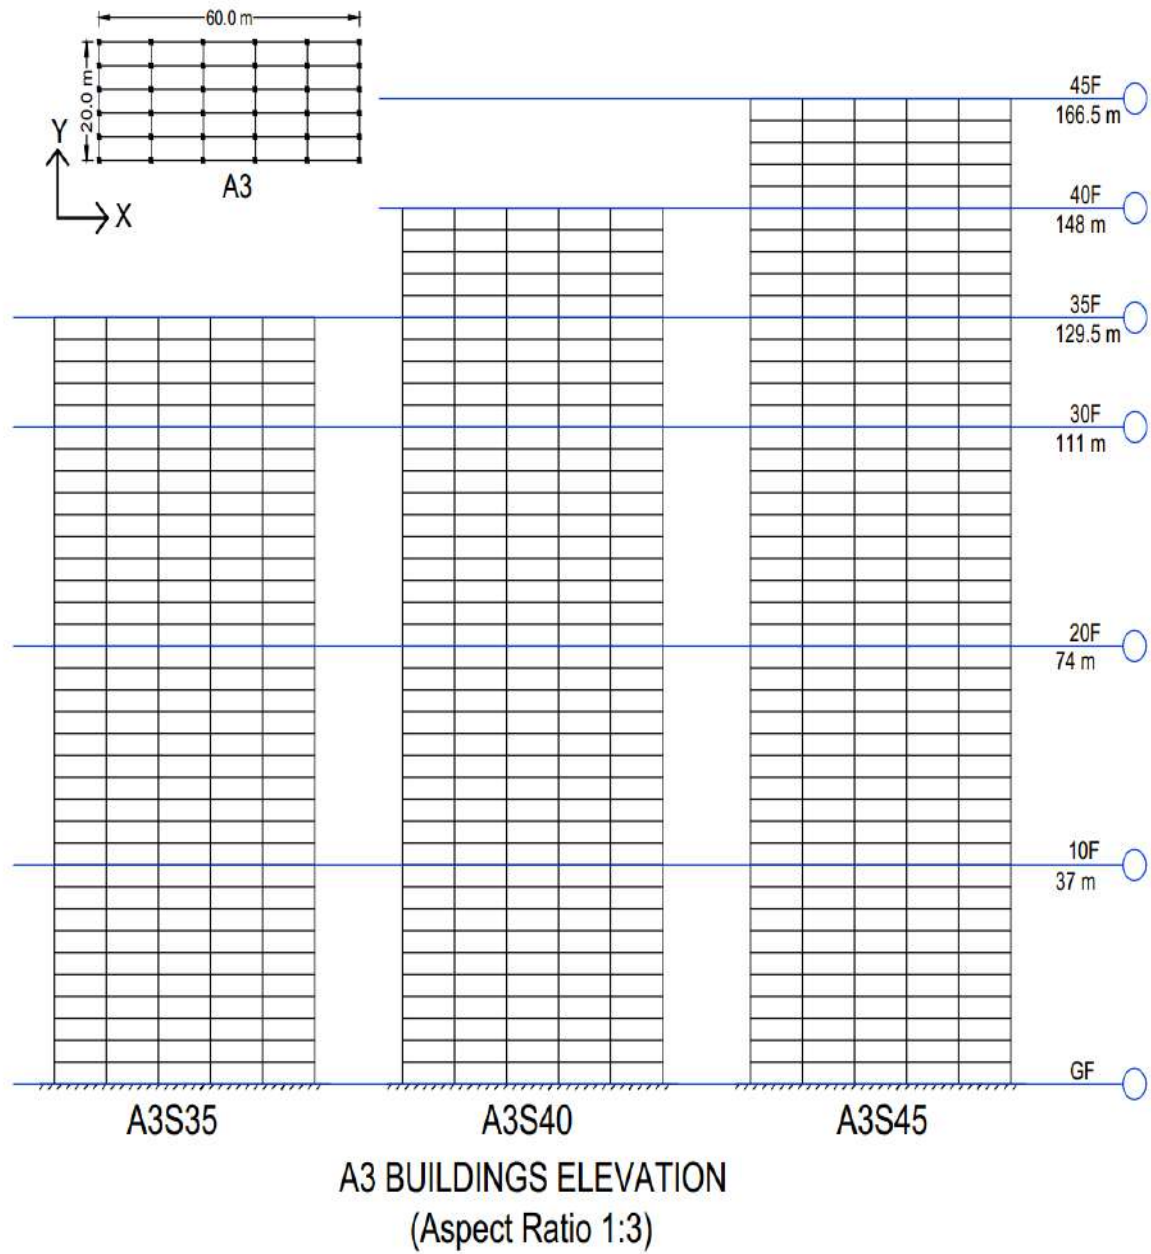 60.0 m
20.0 m
Y
X
A3
45F
166.5 m
40F
148 m
35F
129.5 m
30F
111 m
20F
74 m
10F
37 m
GF
A3S35 A3S40 A3S45
A3 BUILDINGS ELEVATION
(Aspect Ratio 1:3)